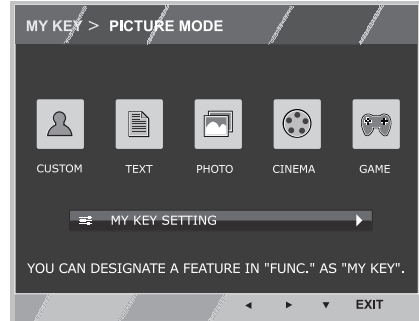 MY KEY > PICTURE MODE
CUSTOM TEXT PHOTO CINEMA GAME
MY KEY SETTING
YOU CAN DESIGNATE A FEATURE IN "FUNC." AS "MY KEY".
EXIT